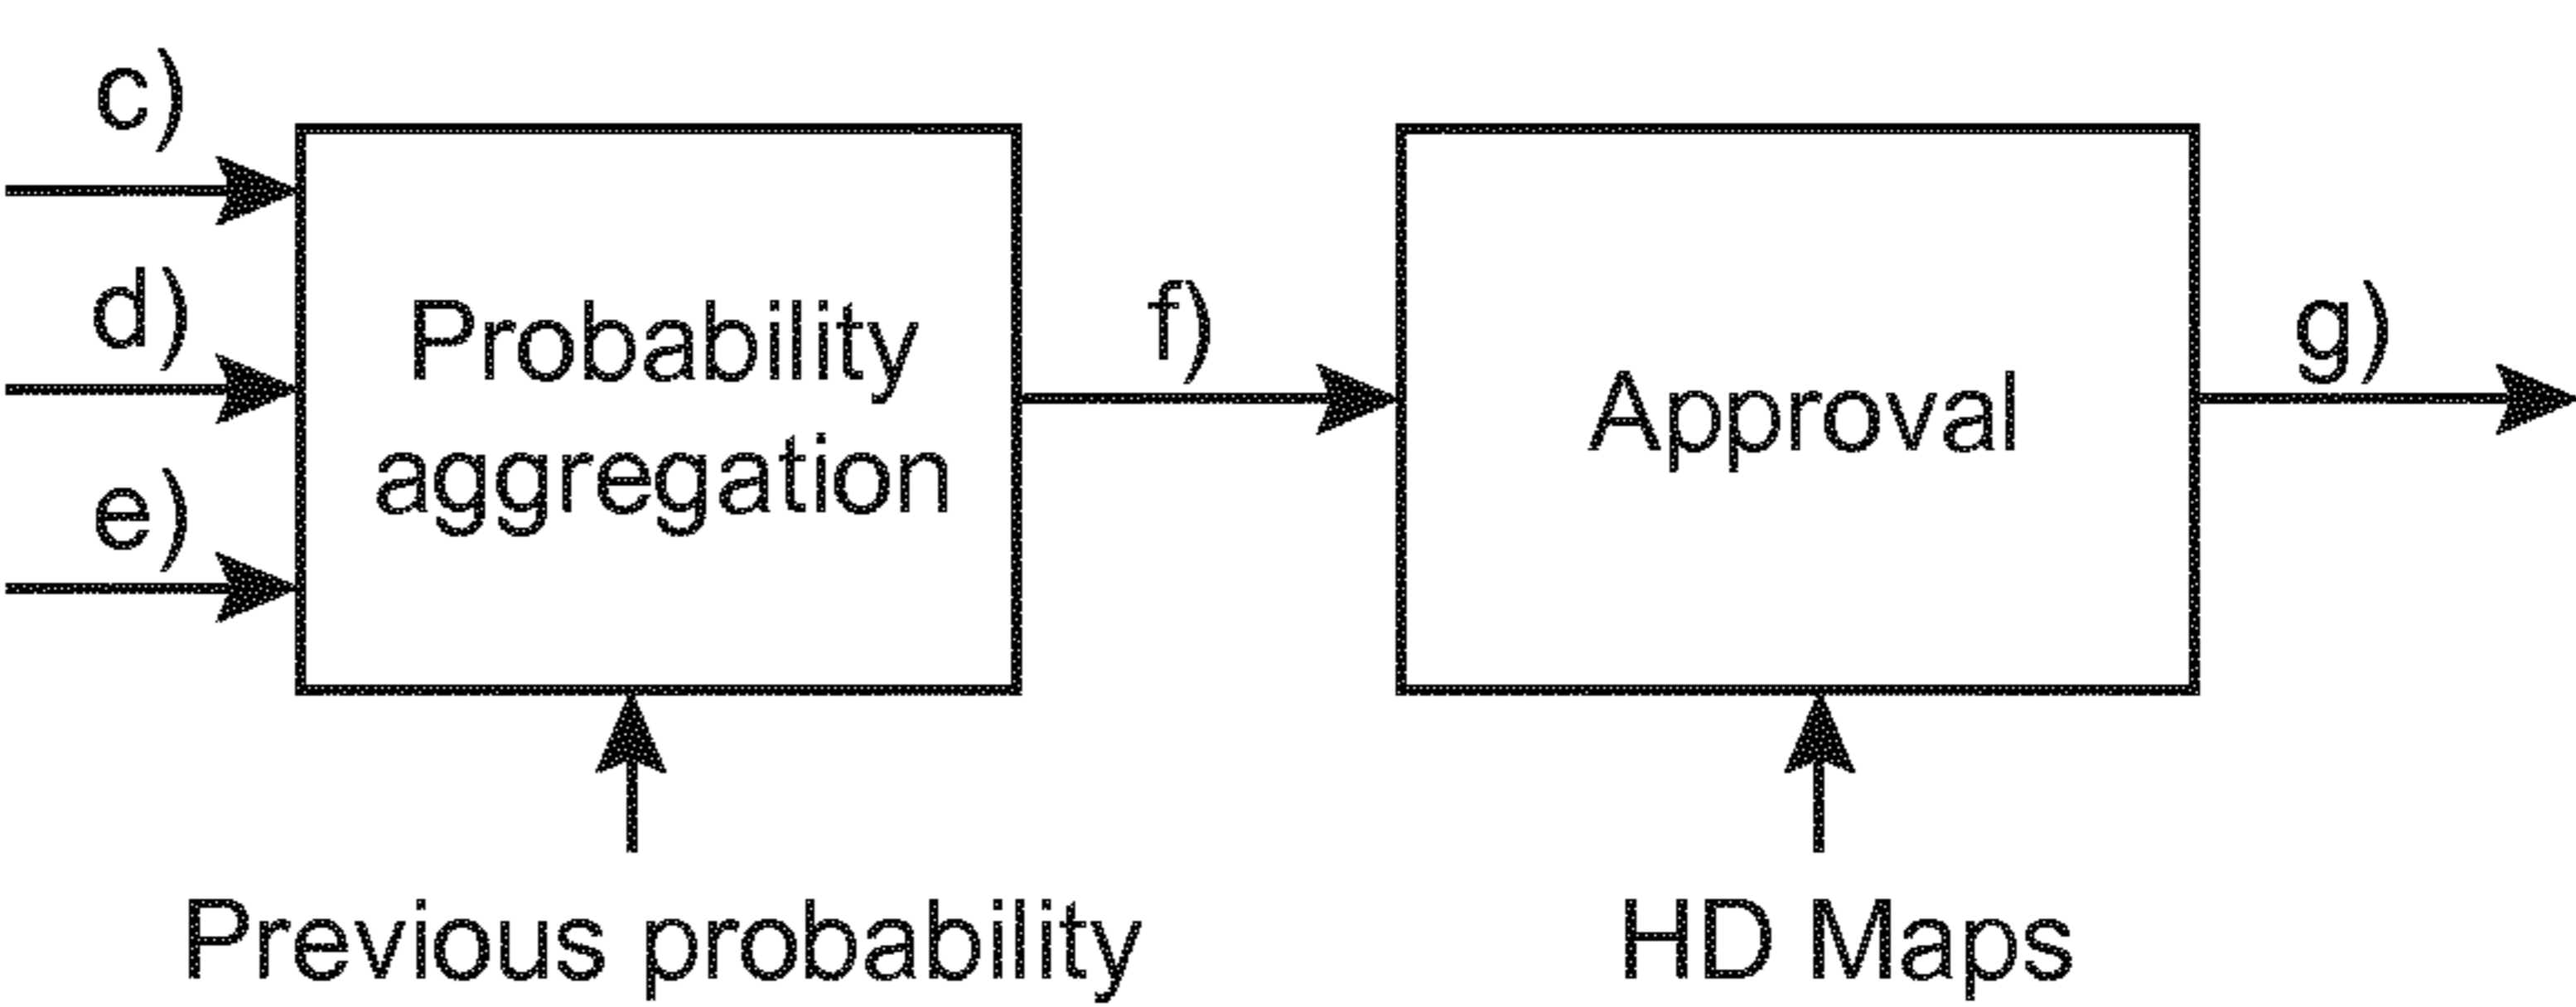 c)
d)
e)
Probability
aggregation
f)
Approval
g)
Previous probability
HD Maps